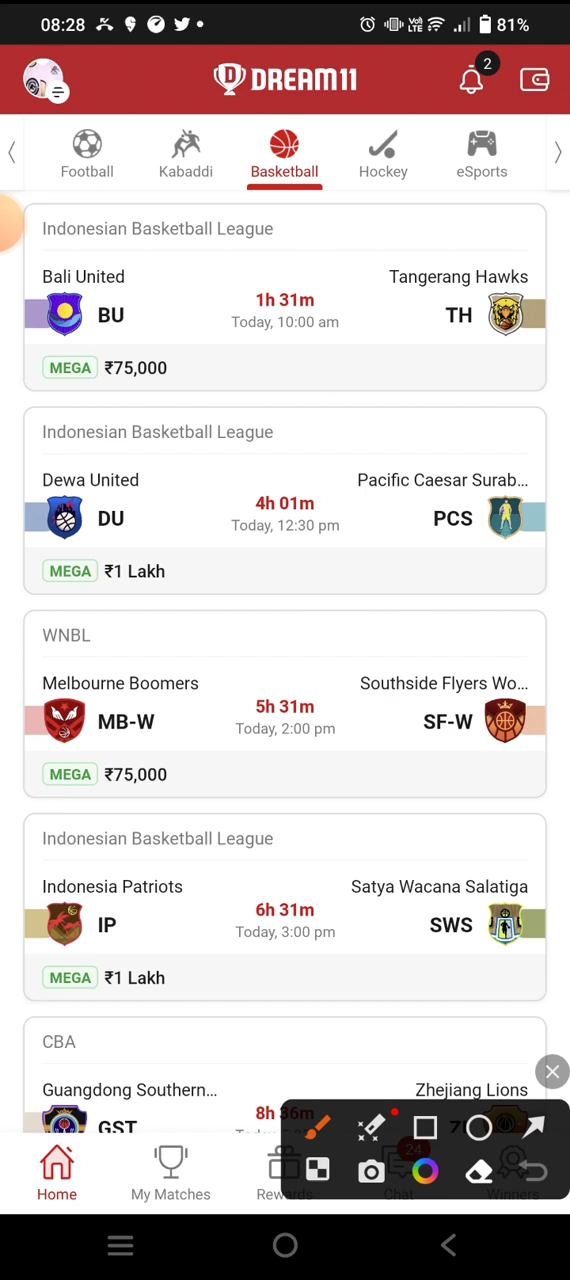 08:28 VoD LTE 81%
DREAM11 2
Football Kabaddi Basketball Hockey eSports
Indonesian Basketball League
Bali United Tangerang Hawks
1h 31m
BU TH
Today, 10:00 am
MEGA ₹75,000
Indonesian Basketball League
Dewa United Pacific Caesar Surab...
4h 01m
DU PCS
Today, 12:30 pm
MEGA ₹1 Lakh
WNBL
Melbourne Boomers Southside Flyers Wo...
5h 31m
MB-W SF-W
Today, 2:00 pm
MEGA ₹75,000
Indonesian Basketball League
Indonesia Patriots Satya Wacana Salatiga
6h 31m
IP SWS
Today, 3:00 pm
MEGA ₹1 Lakh
CBA
Guangdong Southern... Zhejiang Lions
8h 36m
GST
24
Home My Matches Rewards Chat Winners